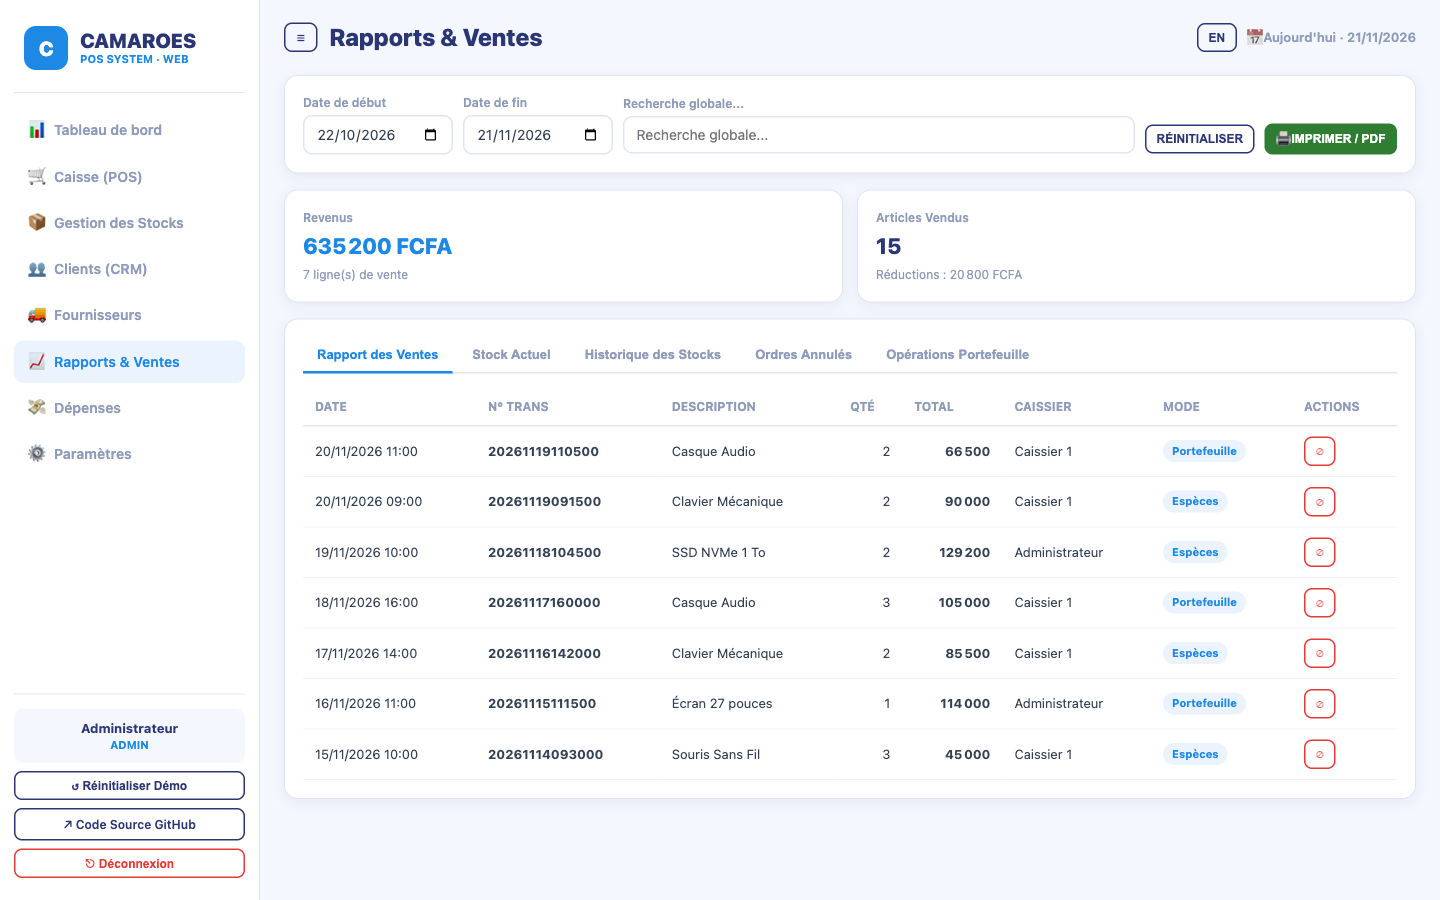 C
CAMAROES
POS SYSTEM · WEB
Tableau de bord
Caisse (POS)
Gestion des Stocks
Clients (CRM)
Fournisseurs
Rapports & Ventes
Dépenses
Paramètres
Administrateur
ADMIN
↺ Réinitialiser Démo
↗ Code Source GitHub
⎋ Déconnexion
≡ Rapports & Ventes
EN
Aujourd'hui · 21/11/2026
Date de début
22/10/2026
Date de fin
21/11/2026
Recherche globale...
Recherche globale...
RÉINITIALISER
IMPRIMER / PDF
Revenus
635 200 FCFA
7 ligne(s) de vente
Articles Vendus
15
Réductions : 20 800 FCFA
Rapport des Ventes Stock Actuel Historique des Stocks Ordres Annulés Opérations Portefeuille
DATE N° TRANS DESCRIPTION QTÉ TOTAL CAISSIER MODE ACTIONS
20/11/2026 11:00 20261119110500 Casque Audio 2 66 500 Caissier 1 Portefeuille
20/11/2026 09:00 20261119091500 Clavier Mécanique 2 90 000 Caissier 1 Espèces
19/11/2026 10:00 20261118104500 SSD NVMe 1 To 2 129 200 Administrateur Espèces
18/11/2026 16:00 20261117160000 Casque Audio 3 105 000 Caissier 1 Portefeuille
17/11/2026 14:00 20261116142000 Clavier Mécanique 2 85 500 Caissier 1 Espèces
16/11/2026 11:00 20261115111500 Écran 27 pouces 1 114 000 Administrateur Portefeuille
15/11/2026 10:00 20261114093000 Souris Sans Fil 3 45 000 Caissier 1 Espèces